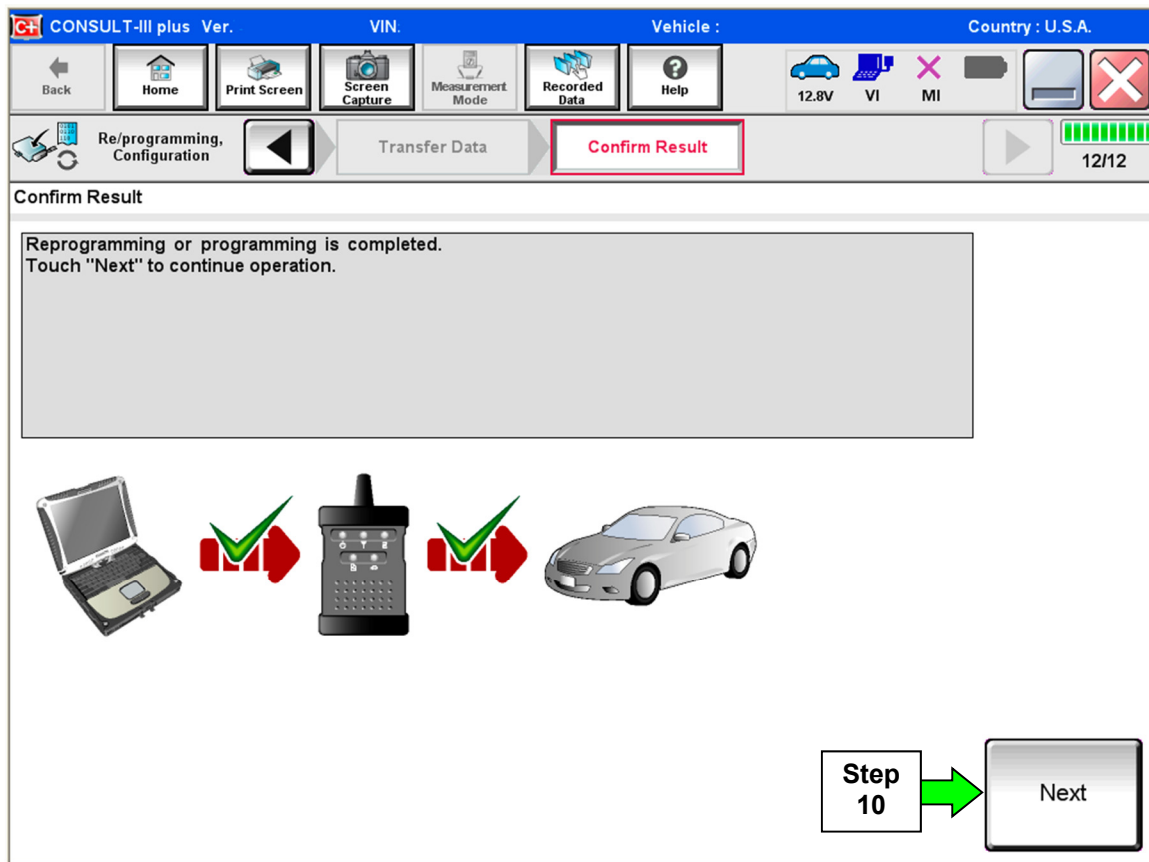 C+ CONSULT-III plus Ver. VIN: Vehicle : Country : U.S.A.
Back
Home
Print Screen
Screen
Capture
Measurement
Mode
Recorded
Data
?
Help
12.8V
VI
MI
Re/programming,
Configuration
Transfer Data
Confirm Result
12/12
Confirm Result
Reprogramming or programming is completed.
Touch "Next" to continue operation.
Step
10
Next